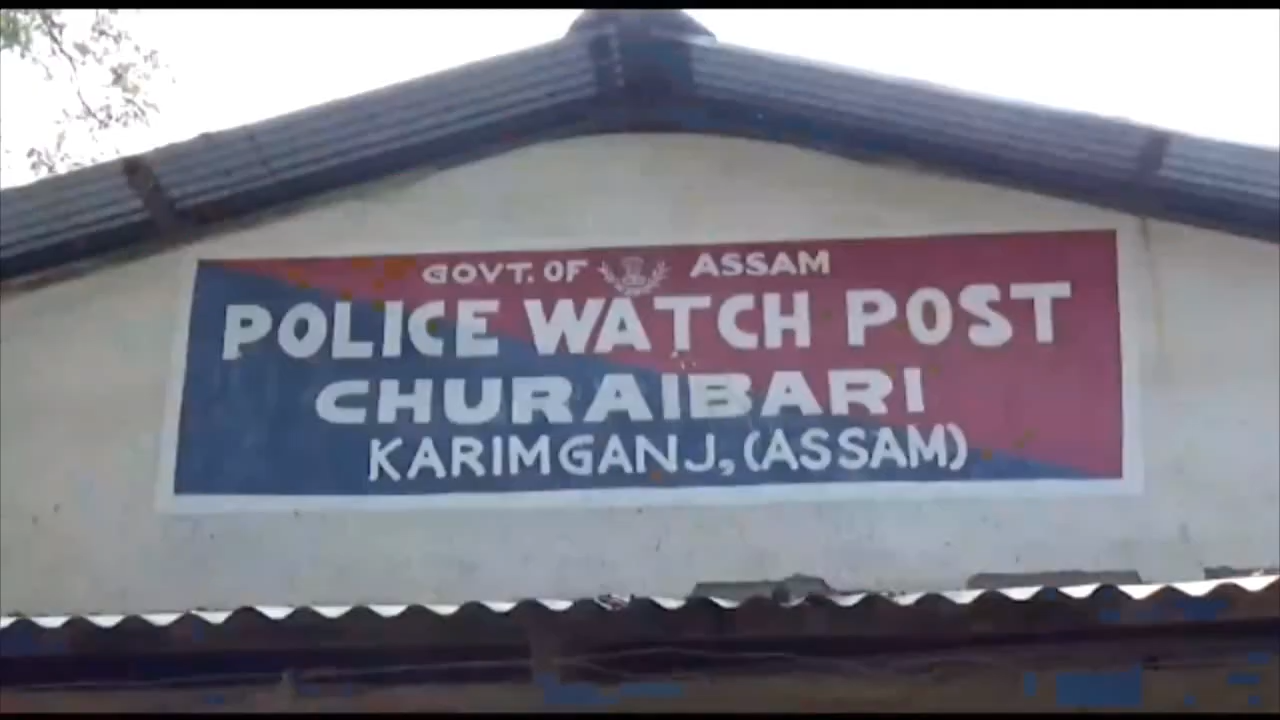 GOVT. OF ASSAM
POLICE WATCH POST
CHURAIBARI
KARIMGANJ, (ASSAM)